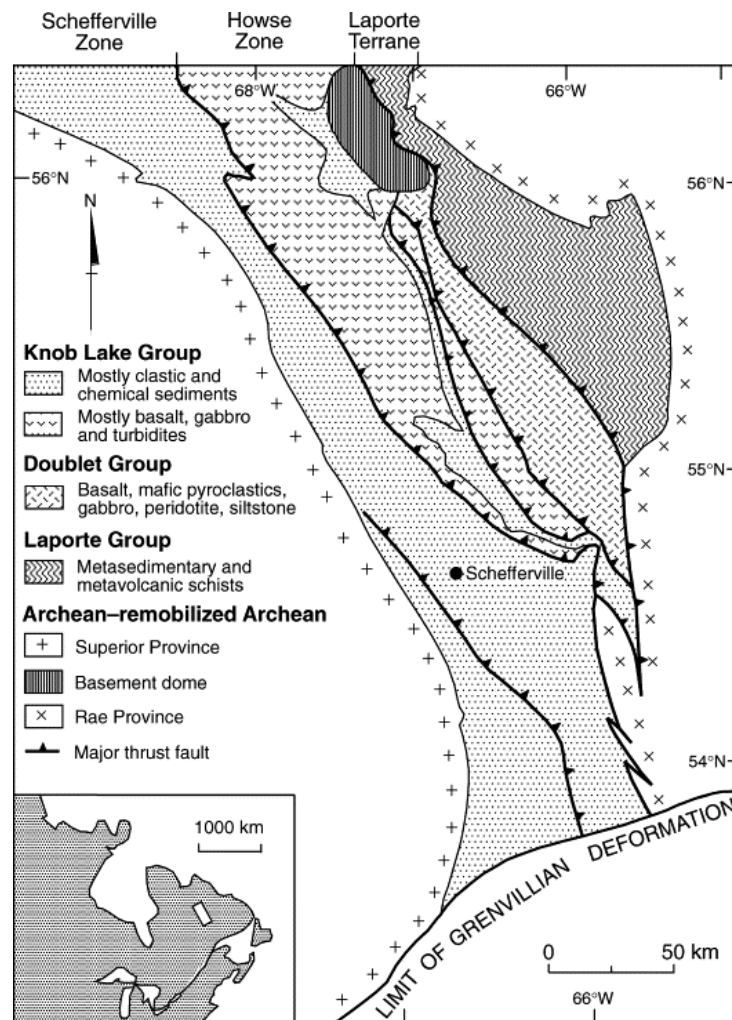 Schefferville
Zone
Howse
Zone
Laporte
Terrane
68°W
66°W
56°N
56°N
N
Knob Lake Group
Mostly clastic and
chemical sediments
Mostly basalt, gabbro
and turbidites
Doublet Group
Basalt, mafic pyroclastics,
gabbro, peridotite, siltstone
Laporte Group
Metasedimentary and
metavolcanic schists
Archean–remobilized Archean
Superior Province
Basement dome
Rae Province
Major thrust fault
55°N
Schefferville
54°N
1000 km
LIMIT OF GRENVILLIAN DEFORMATION
0 50 km
66°W